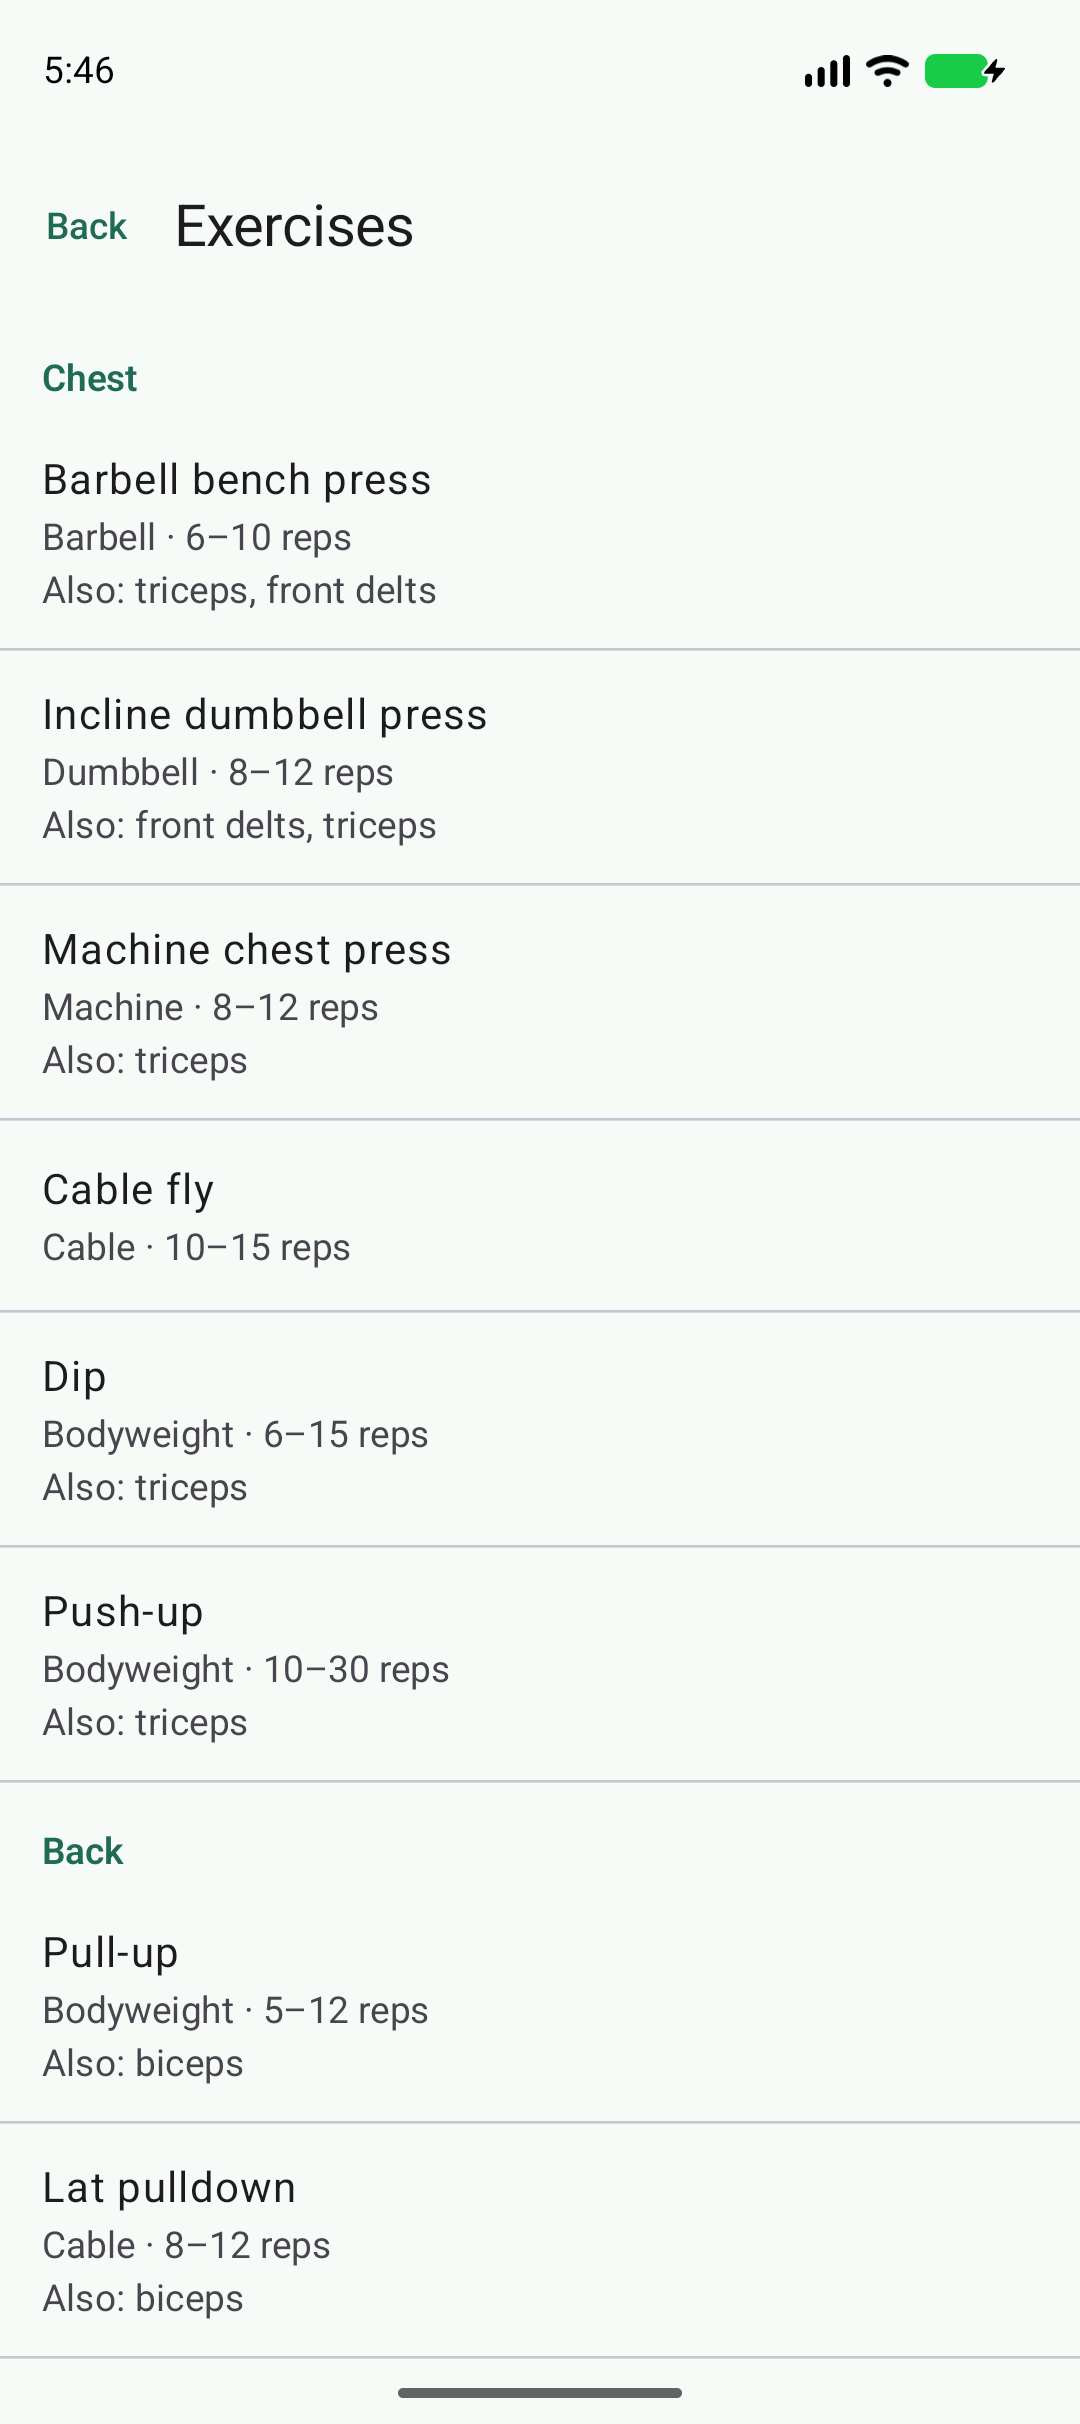 5:46
Back Exercises
Chest
Barbell bench press
Barbell · 6–10 reps
Also: triceps, front delts
Incline dumbbell press
Dumbbell · 8–12 reps
Also: front delts, triceps
Machine chest press
Machine · 8–12 reps
Also: triceps
Cable fly
Cable · 10–15 reps
Dip
Bodyweight · 6–15 reps
Also: triceps
Push-up
Bodyweight · 10–30 reps
Also: triceps
Back
Pull-up
Bodyweight · 5–12 reps
Also: biceps
Lat pulldown
Cable · 8–12 reps
Also: biceps